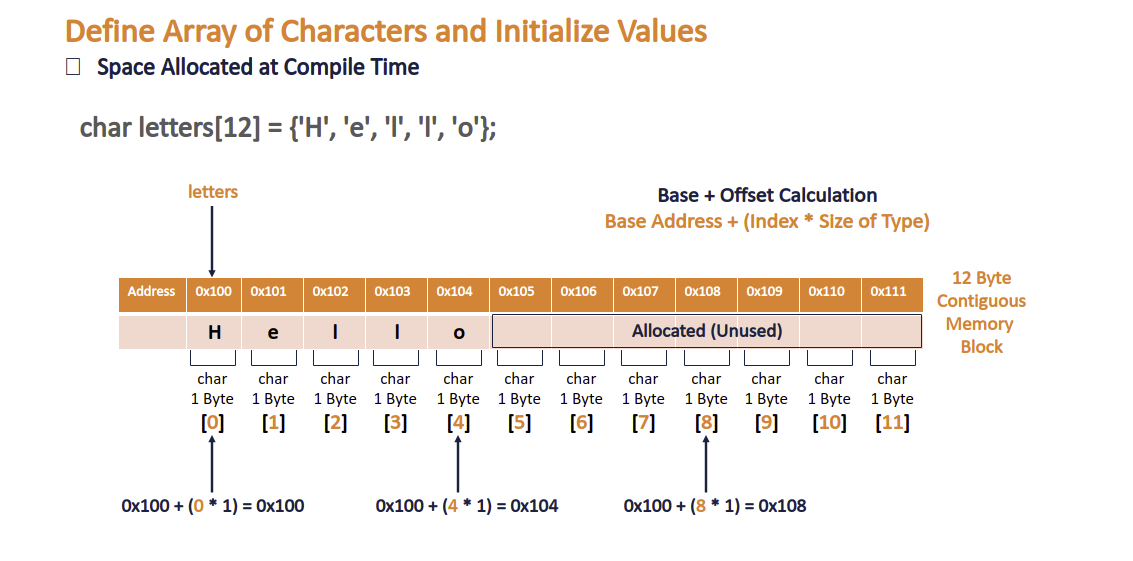 Define Array of Characters and Initialize Values
Space Allocated at Compile Time
char letters[12] = {'H', 'e', 'l', 'l', 'o'};
letters
Base + Offset Calculation
Base Address + (Index * Size of Type)
Address 0x100 0x101 0x102 0x103 0x104 0x105 0x106 0x107 0x108 0x109 0x110 0x111
12 Byte
Contiguous
Memory
Block
H e l l o Allocated (Unused)
char char char char char char char char char char char char
1 Byte 1 Byte 1 Byte 1 Byte 1 Byte 1 Byte 1 Byte 1 Byte 1 Byte 1 Byte 1 Byte 1 Byte
[0] [1] [2] [3] [4] [5] [6] [7] [8] [9] [10] [11]
0x100 + (0 * 1) = 0x100 0x100 + (4 * 1) = 0x104 0x100 + (8 * 1) = 0x108